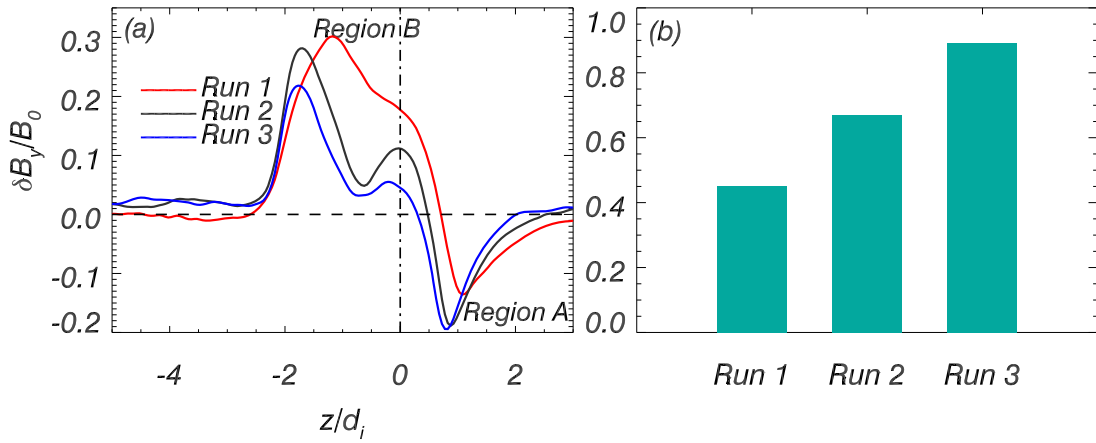 (a)
Region B
Run 1
Run 2
Run 3
Region A
δB_y/B_0
0.3
0.2
0.1
0.0
-0.1
-0.2
-4 -2 0 2
z/d_i
(b)
1.0
0.8
0.6
0.4
0.2
0.0
Run 1 Run 2 Run 3